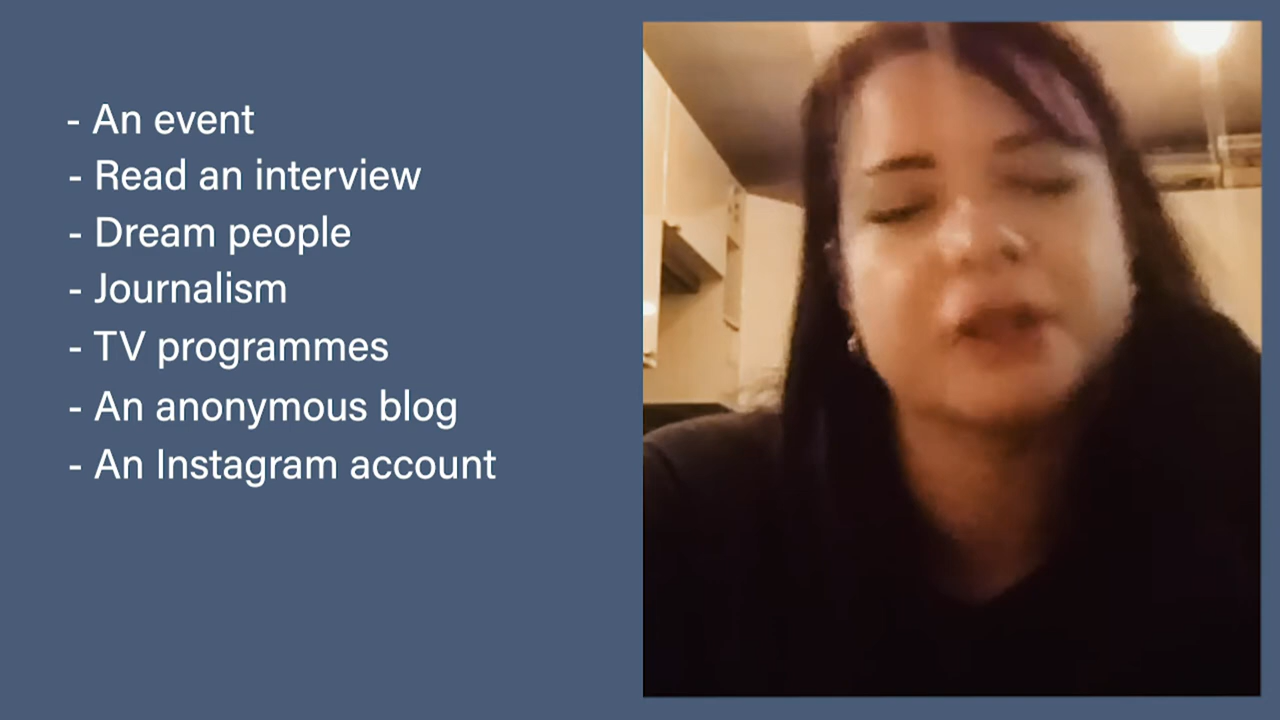 - An event
- Read an interview
- Dream people
- Journalism
- TV programmes
- An anonymous blog
- An Instagram account